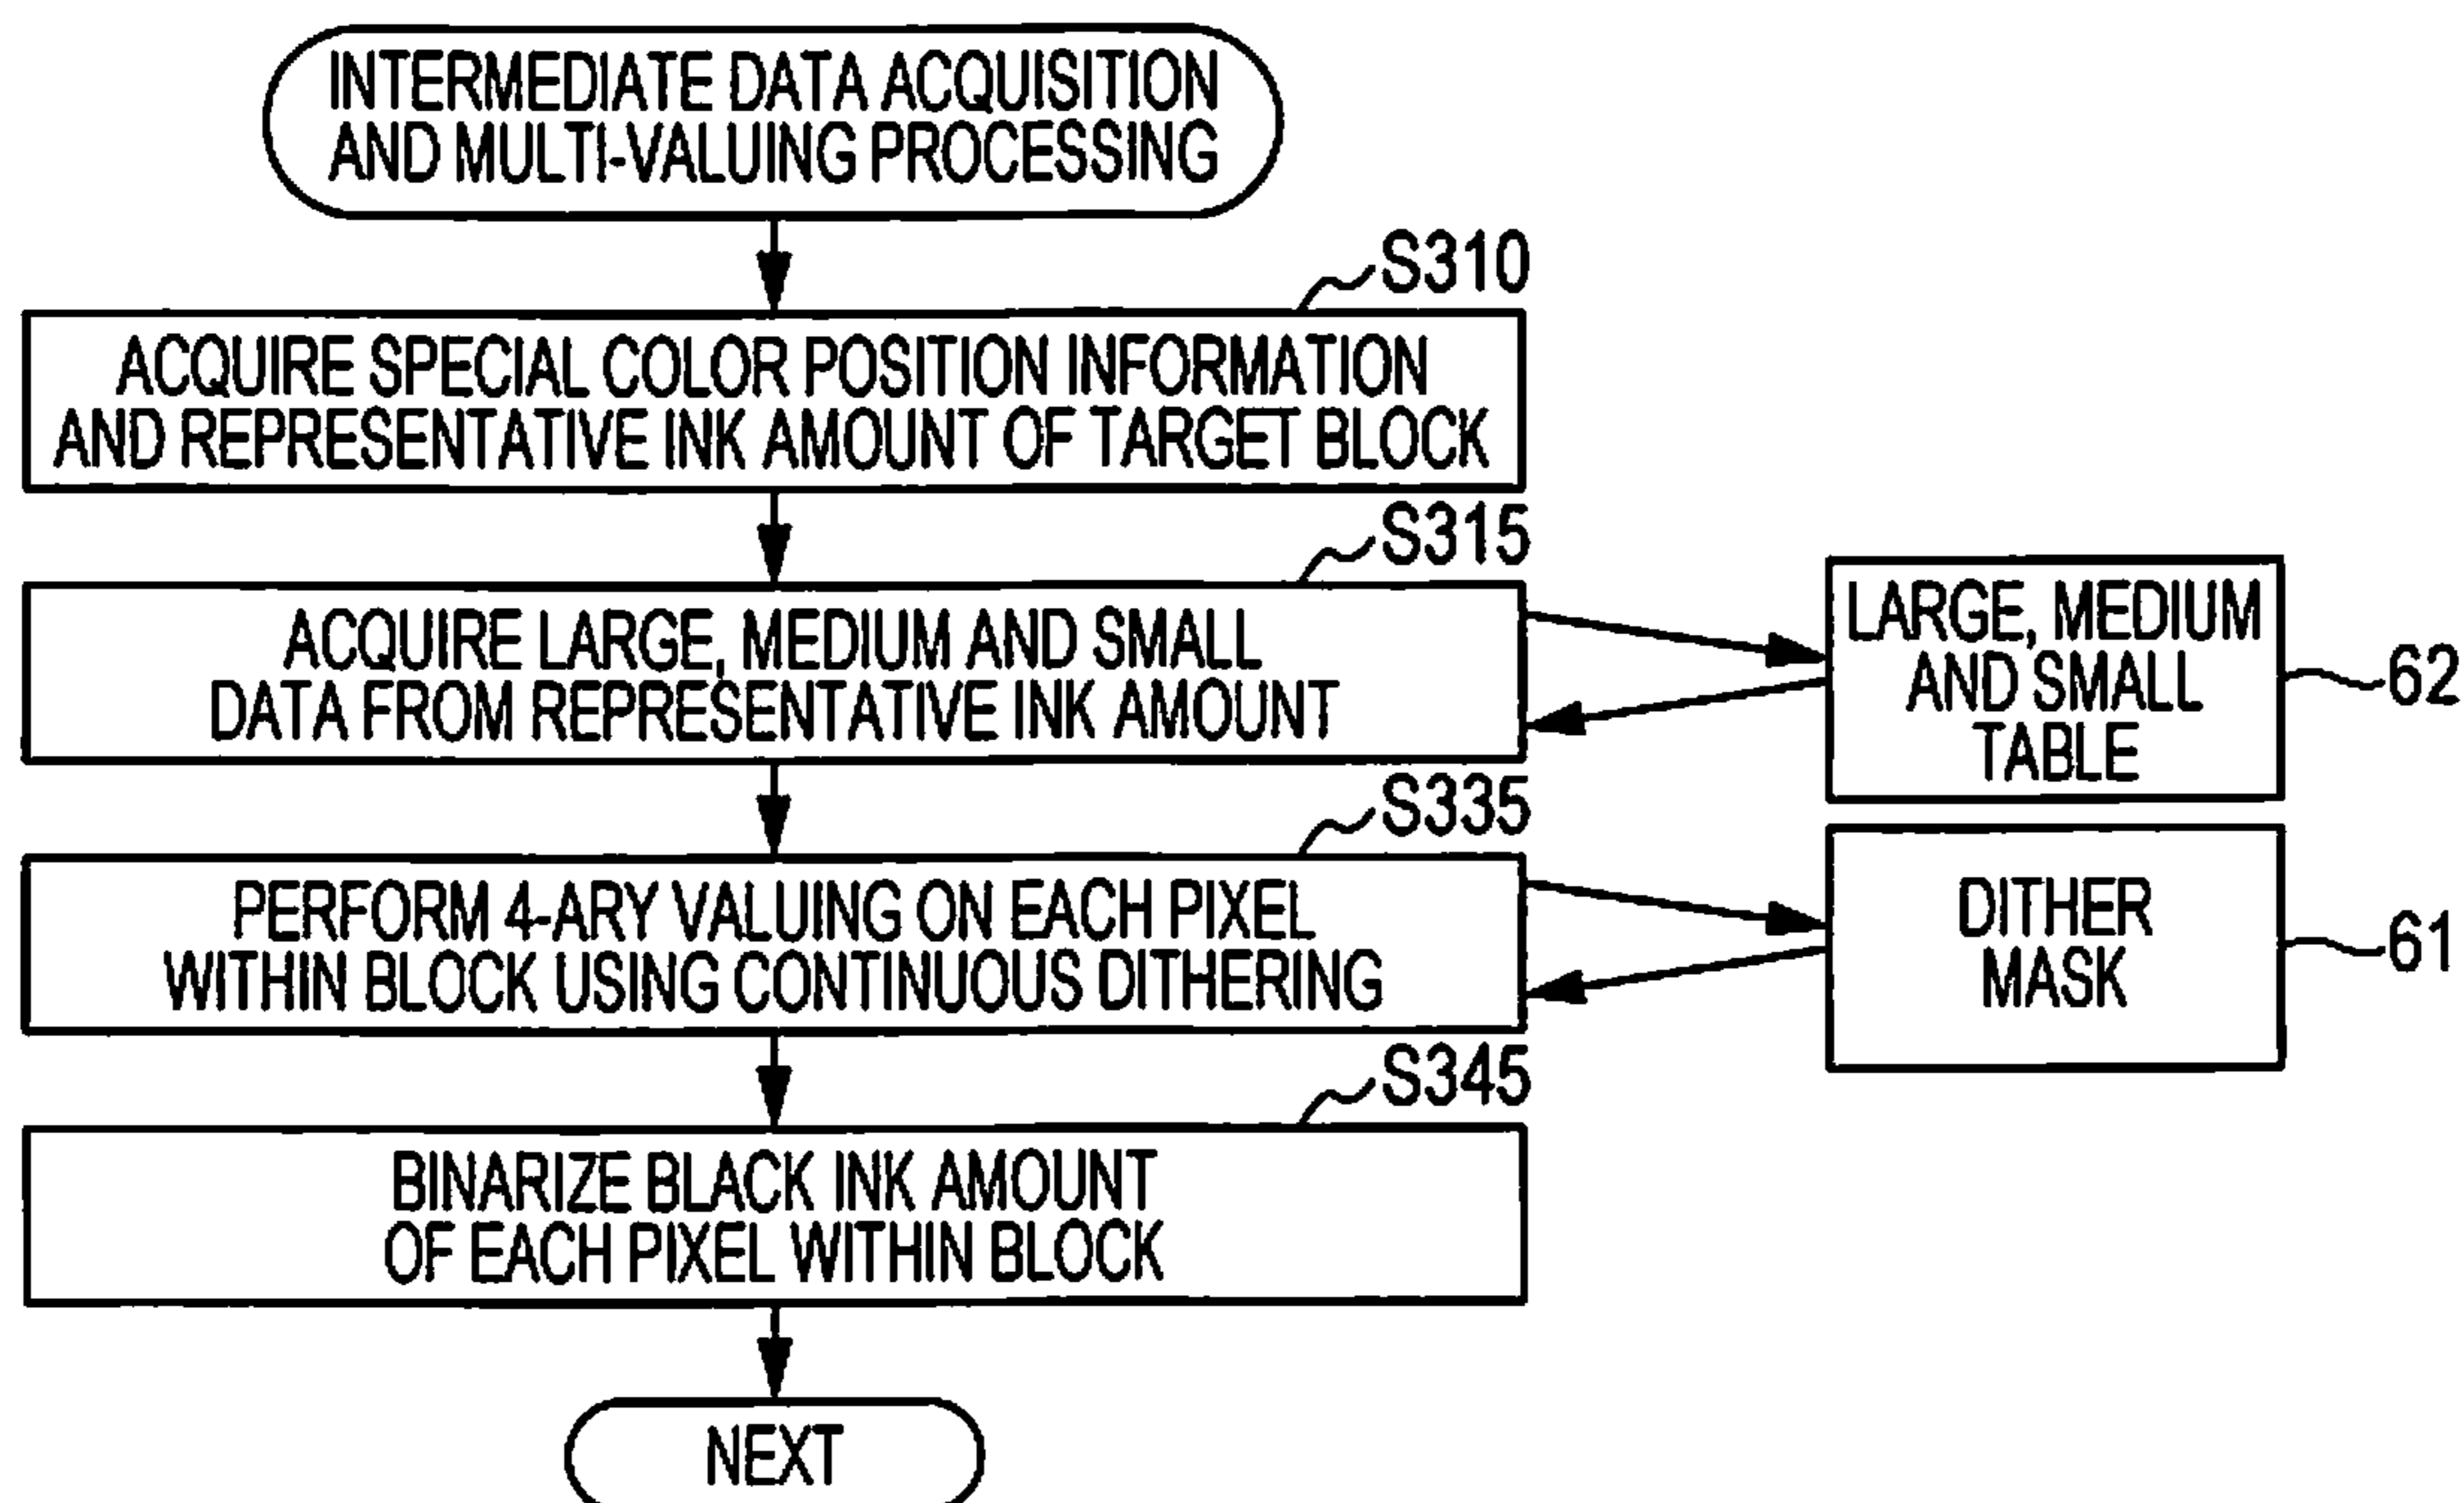 INTERMEDIATE DATA ACQUISITION
AND MULTI-VALUING PROCESSING
S310
ACQUIRE SPECIAL COLOR POSITION INFORMATION
AND REPRESENTATIVE INK AMOUNT OF TARGET BLOCK
S315
ACQUIRE LARGE, MEDIUM AND SMALL
DATA FROM REPRESENTATIVE INK AMOUNT
LARGE, MEDIUM
AND SMALL
TABLE
62
S335
PERFORM 4-ARY VALUING ON EACH PIXEL
WITHIN BLOCK USING CONTINUOUS DITHERING
DITHER
MASK
61
S345
BINARIZE BLACK INK AMOUNT
OF EACH PIXEL WITHIN BLOCK
NEXT